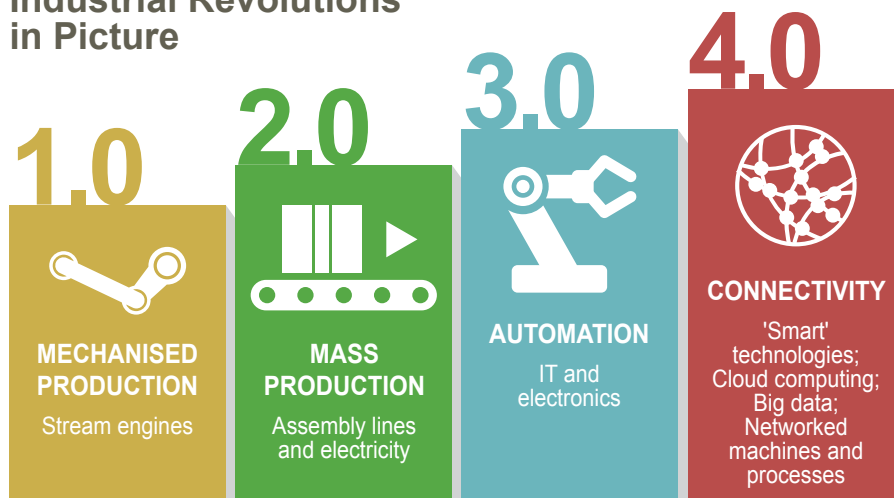 Industrial Revolutions
in Picture
1.0
MECHANISED
PRODUCTION
Stream engines
2.0
MASS
PRODUCTION
Assembly lines
and electricity
3.0
AUTOMATION
IT and
electronics
4.0
CONNECTIVITY
'Smart'
technologies;
Cloud computing;
Big data;
Networked
machines and
processes